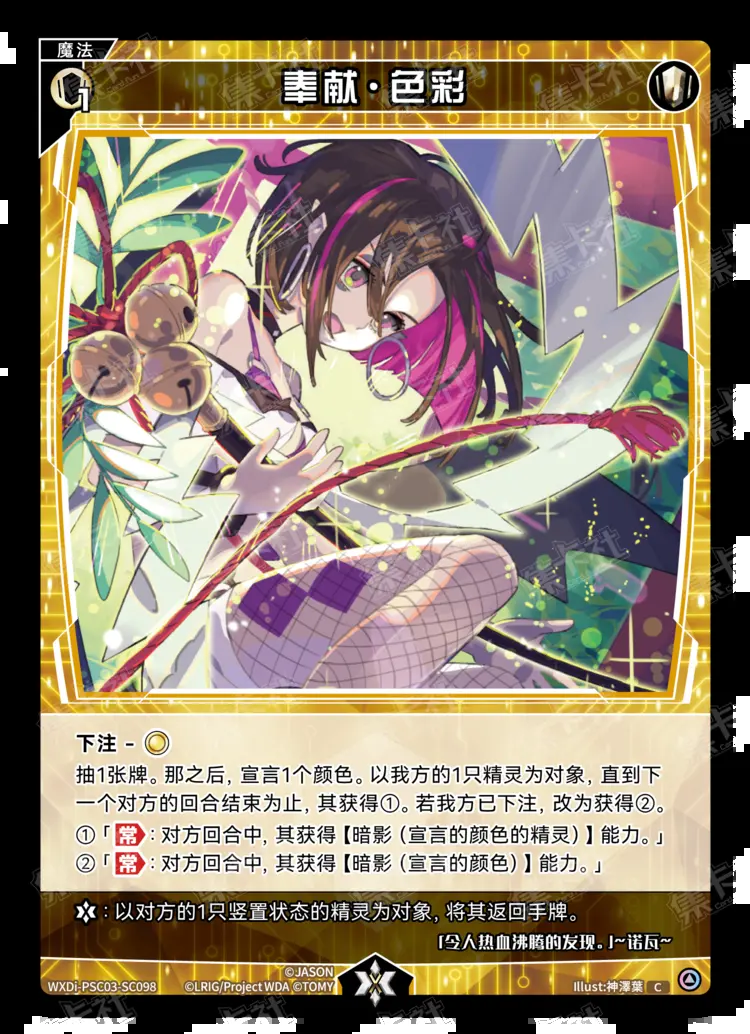 魔法
1
奉献·色彩
下注 -
抽1张牌。那之后, 宣言1个颜色。以我方的1只精灵为对象, 直到下
一个对方的回合结束为止, 其获得①。若我方已下注, 改为获得②。
①「常:对方回合中, 其获得【暗影 (宣言的颜色的精灵) 】能力。」
②「常:对方回合中, 其获得【暗影 (宣言的颜色) 】能力。」
:以对方的1只竖置状态的精灵为对象, 将其返回手牌。
「令人热血沸腾的发现。」~诺瓦~
©JASON
WXDi-PSC03-SC098 ©LRIG/Project WDA ©TOMY Illust:神澤葉 C
集卡社